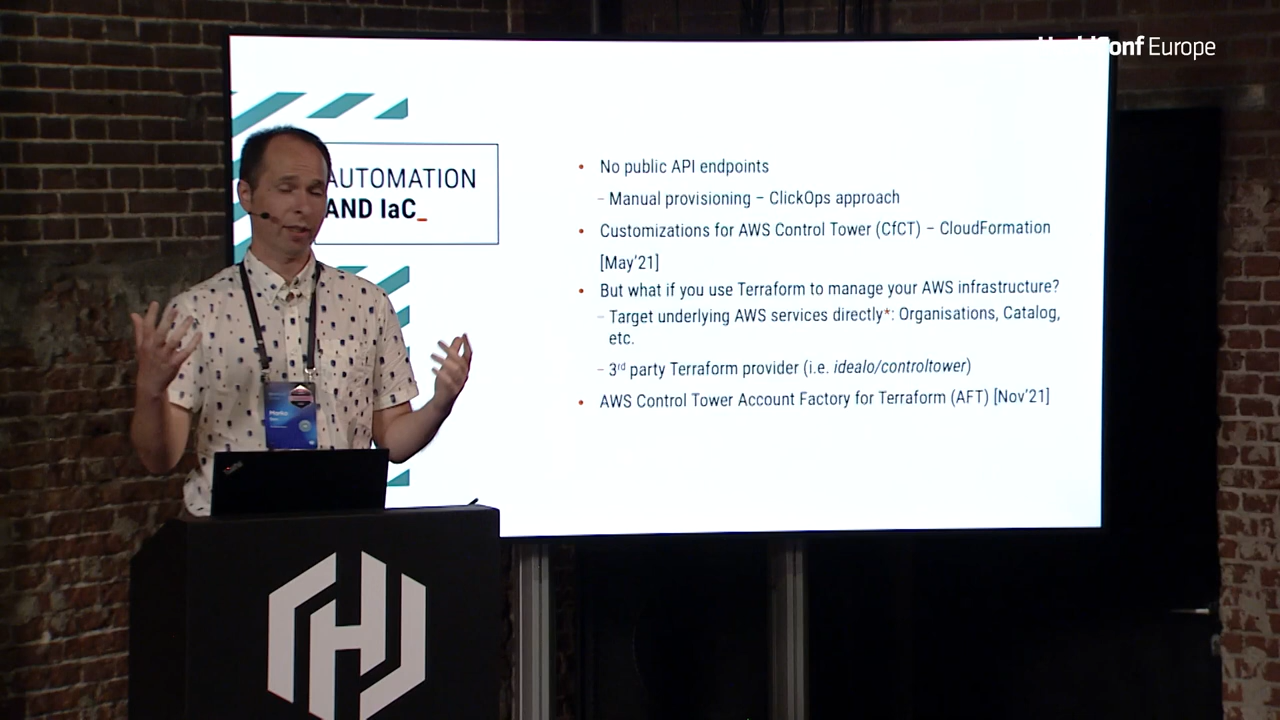 HashiConf Europe
AUTOMATION
AND IaC_
• No public API endpoints
– Manual provisioning – ClickOps approach
• Customizations for AWS Control Tower (CfCT) – CloudFormation
[May'21]
• But what if you use Terraform to manage your AWS infrastructure?
– Target underlying AWS services directly*: Organisations, Catalog,
etc.
– 3rd party Terraform provider (i.e. idealo/controltower)
• AWS Control Tower Account Factory for Terraform (AFT) [Nov'21]
Marko